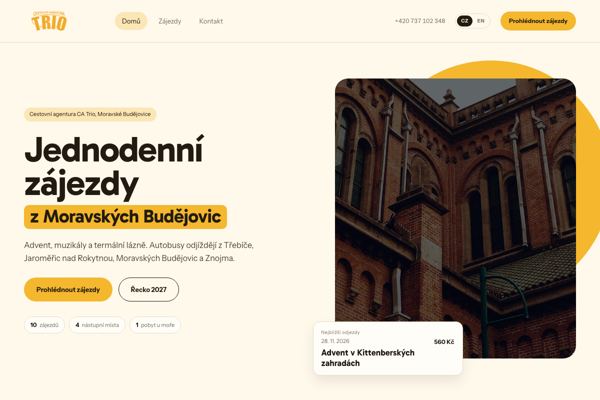 TRIO
Domů
Zájezdy
Kontakt
+420 737 102 348
CZ
EN
Prohlédnout zájezdy
Cestovní agentura CA Trio, Moravské Budějovice
Jednodenní
zájezdy
z Moravských Budějovic
Advent, muzikály a termální lázně. Autobusy odjíždějí z Třebíče,
Jaroměřic nad Rokytnou, Moravských Budějovic a Znojma.
Prohlédnout zájezdy
Řecko 2027
10 zájezdů
4 nástupní místa
1 pobyt u moře
Nejbližší odjezdy
28. 11. 2026
560 Kč
Advent v Kittenberských
zahradách